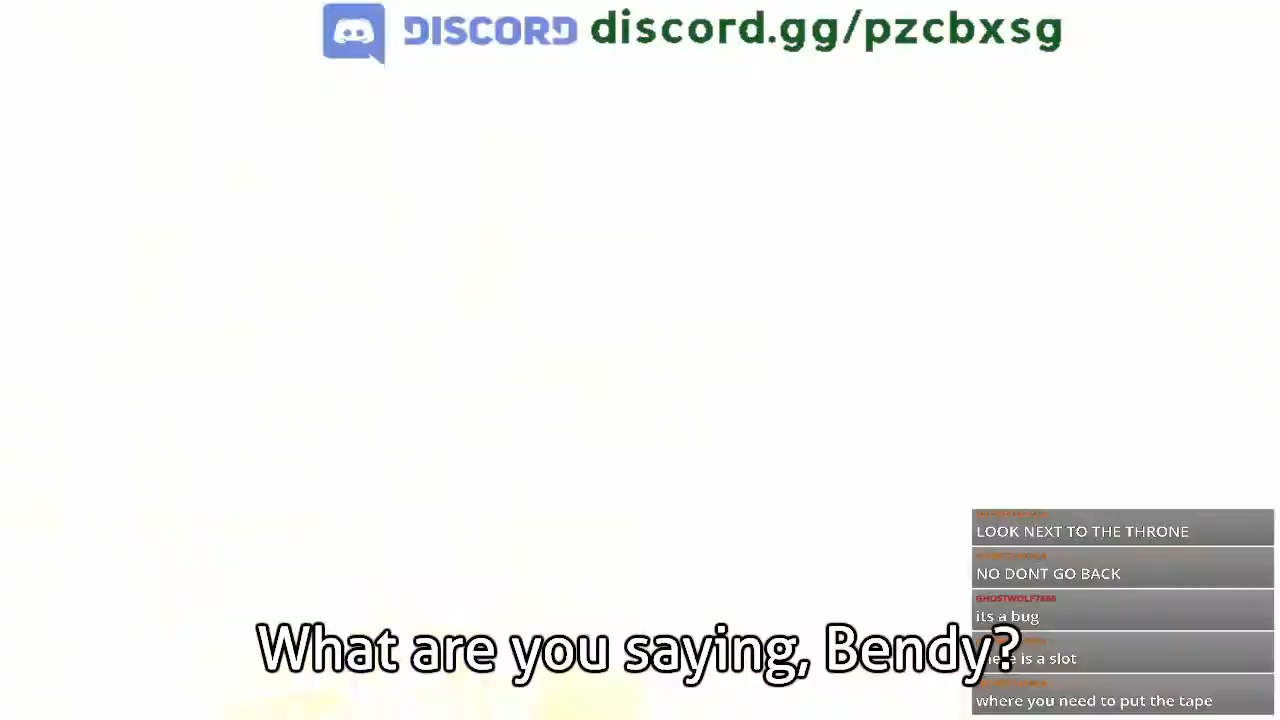 DISCORD discord.gg/pzcbxsg
LOOK NEXT TO THE THRONE
NO DONT GO BACK
GHOSTWOLF7888
its a bug
is a slot
where you need to put the tape
What are you saying, Bendy?